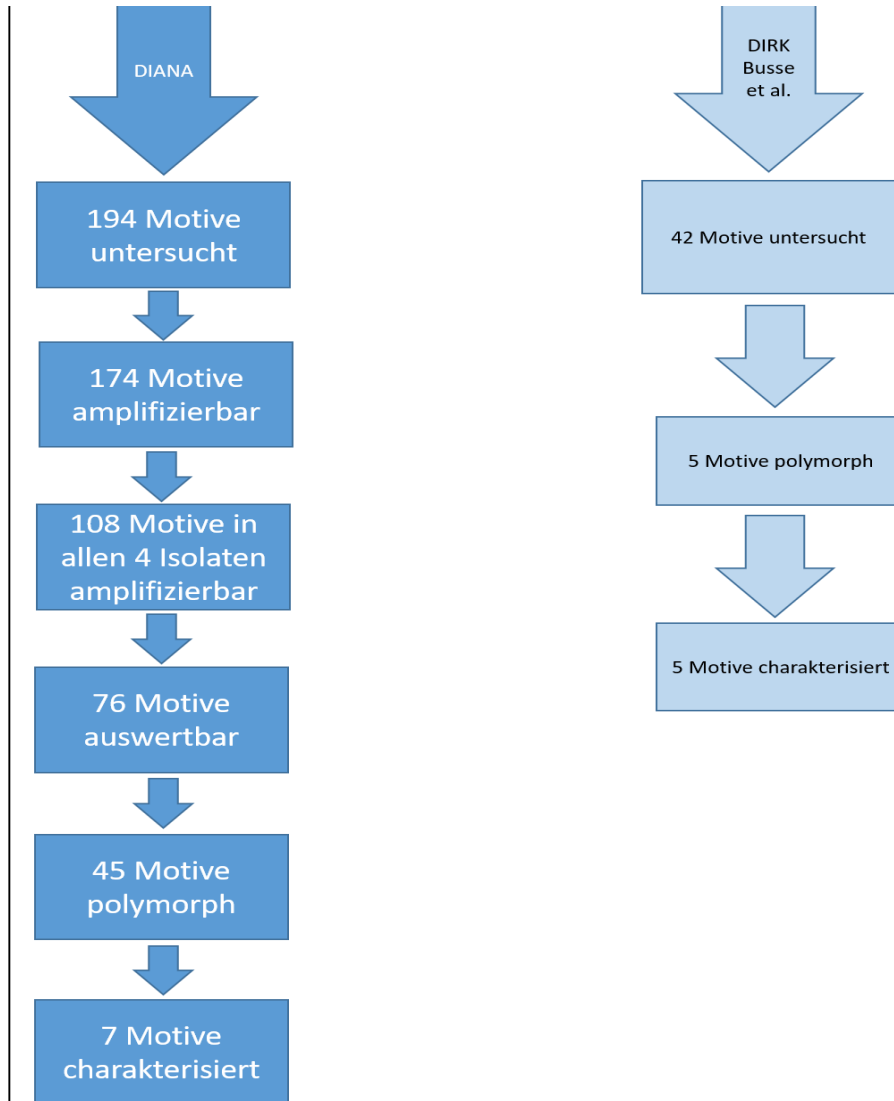 DIANA
194 Motive
untersucht
174 Motive
amplifizierbar
108 Motive in
allen 4 Isolaten
amplifizierbar
76 Motive
auswertbar
45 Motive
polymorph
7 Motive
charakterisiert
DIRK
Busse
et al.
42 Motive untersucht
5 Motive polymorph
5 Motive charakterisiert